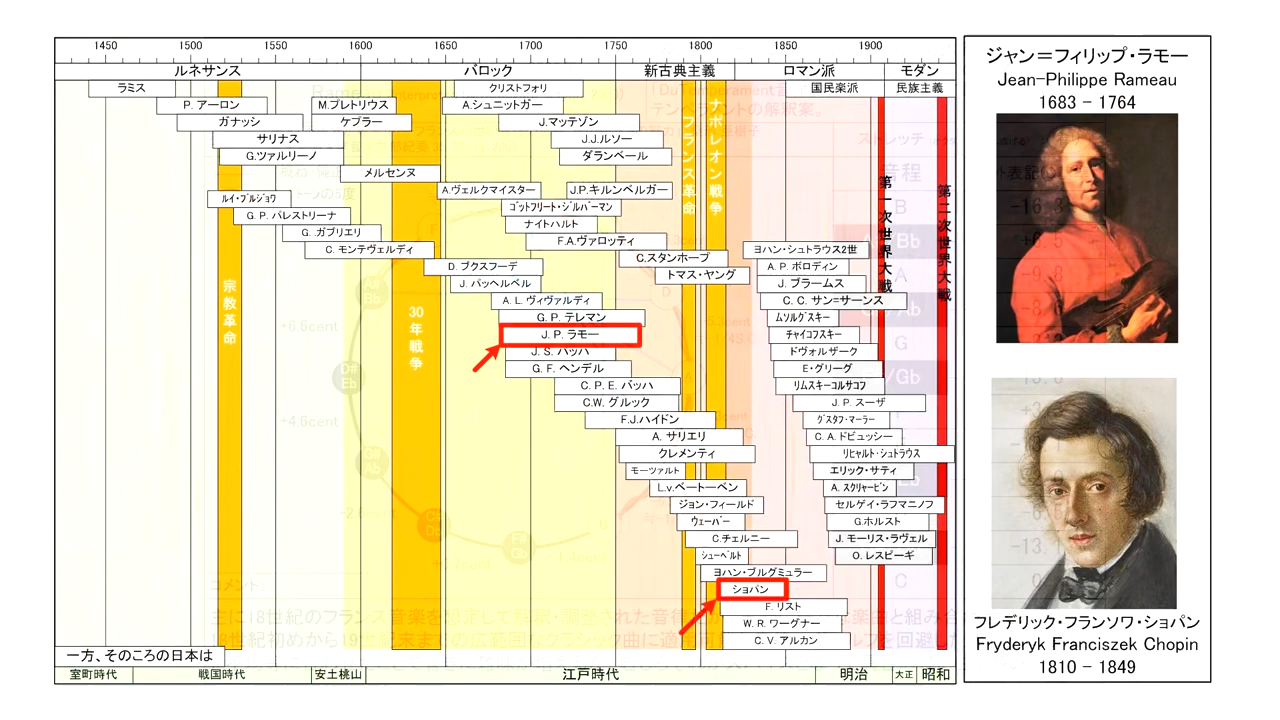 1450 1500 1550 1600 1650 1700 1750 1800 1850 1900
ルネサンス バロック 新古典主義 ロマン派 モダン
ラミス クリストフォリ 国民楽派 民族主義
P. アーロン M.プレトリウス A.シュニットガー
ガナッシ ケプラー J.マッテゾン
サリナス J.J.ルソー
G.ツァルリーノ ダランベール
メルセンヌ
ルイ・ブルジョワ A.ヴェルクマイスター J.P.キルンベルガー
ゴットフリート・ジルバーマン
G. P. パレストリーナ ナイトハルト
G. ガブリエリ F.A.ヴァロッティ
C. モンテヴェルディ C.スタンホープ ヨハン・シュトラウス2世
D. ブクスフーデ トマス・ヤング A. P. ボロディン
J. パッヘルベル J. ブラームス
A. L. ヴィヴァルディ C. C. サン=サーンス
G. P. テレマン ムソルグスキー
J. P. ラモー チャイコフスキー
J. S. バッハ ドヴォルザーク
G. F. ヘンデル E・グリーグ
C. P. E. バッハ リムスキーコルサコフ
C.W. グルック J. P. スーザ
F.J.ハイドン グスタフ・マーラー
A. サリエリ C. A. ドビュッシー
クレメンティ リヒャルト・シュトラウス
モーツァルト エリック・サティ
L.v.ベートーベン A. スクリャービン
ジョン・フィールド セルゲイ・ラフマニノフ
ウェーバー G.ホルスト
C.チェルニー J. モーリス・ラヴェル
シューベルト O. レスピーギ
ヨハン・ブルグミュラー
ショパン
F. リスト
W. R. ワーグナー
C. V. アルカン
宗教革命
30年戦争
フランス革命
ナポレオン戦争
第一次世界大戦
第二次世界大戦
一方、そのころの日本は
室町時代 戦国時代 安土桃山 江戸時代 明治 大正 昭和
ジャン＝フィリップ・ラモー
Jean-Philippe Rameau
1683 - 1764
フレデリック・フランソワ・ショパン
Fryderyk Franciszek Chopin
1810 - 1849